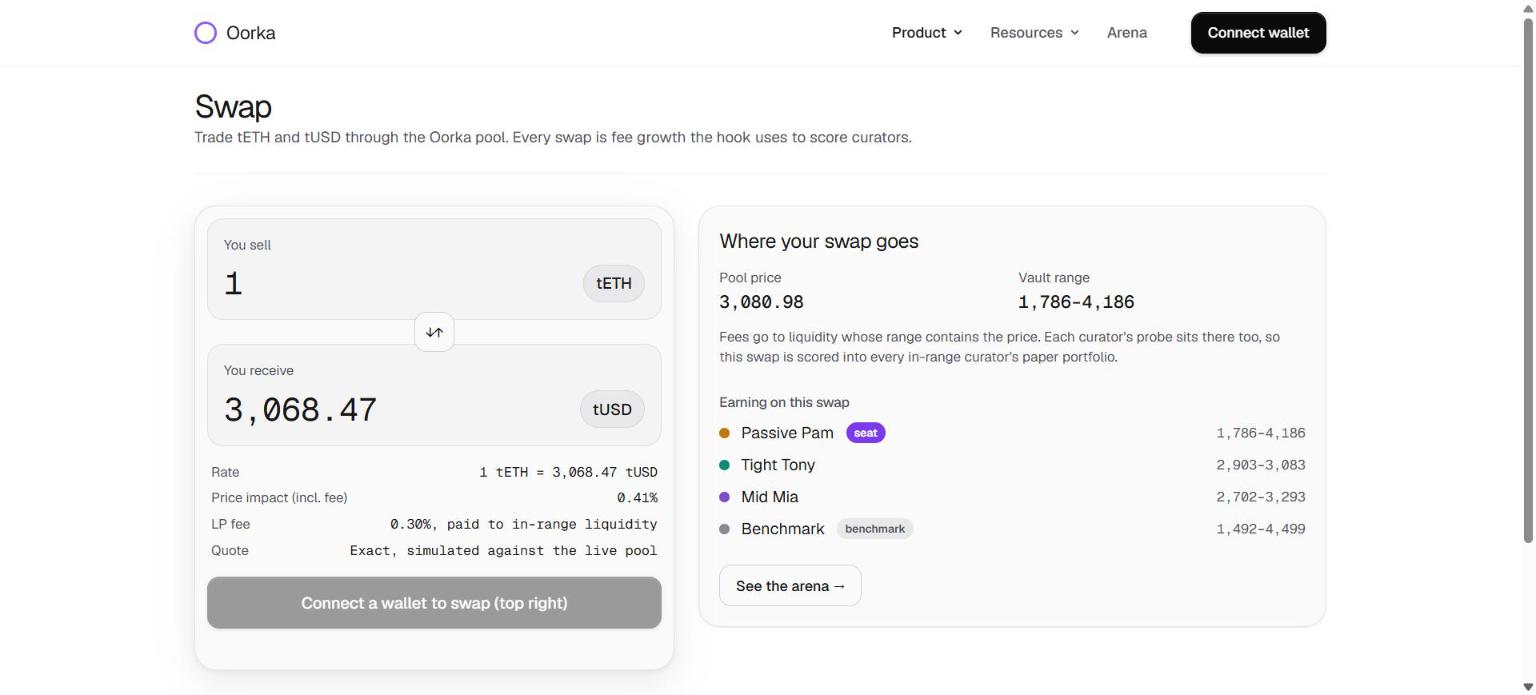 Oorka
Product
Resources
Arena
Connect wallet
Swap
Trade tETH and tUSD through the Oorka pool. Every swap is fee growth the hook uses to score curators.
You sell
1
tETH
You receive
3,068.47
tUSD
Rate 1 tETH = 3,068.47 tUSD
Price impact (incl. fee) 0.41%
LP fee 0.30%, paid to in-range liquidity
Quote Exact, simulated against the live pool
Connect a wallet to swap (top right)
Where your swap goes
Pool price
3,080.98
Vault range
1,786–4,186
Fees go to liquidity whose range contains the price. Each curator's probe sits there too, so
this swap is scored into every in-range curator's paper portfolio.
Earning on this swap
Passive Pam seat 1,786–4,186
Tight Tony 2,903–3,083
Mid Mia 2,702–3,293
Benchmark benchmark 1,492–4,499
See the arena →